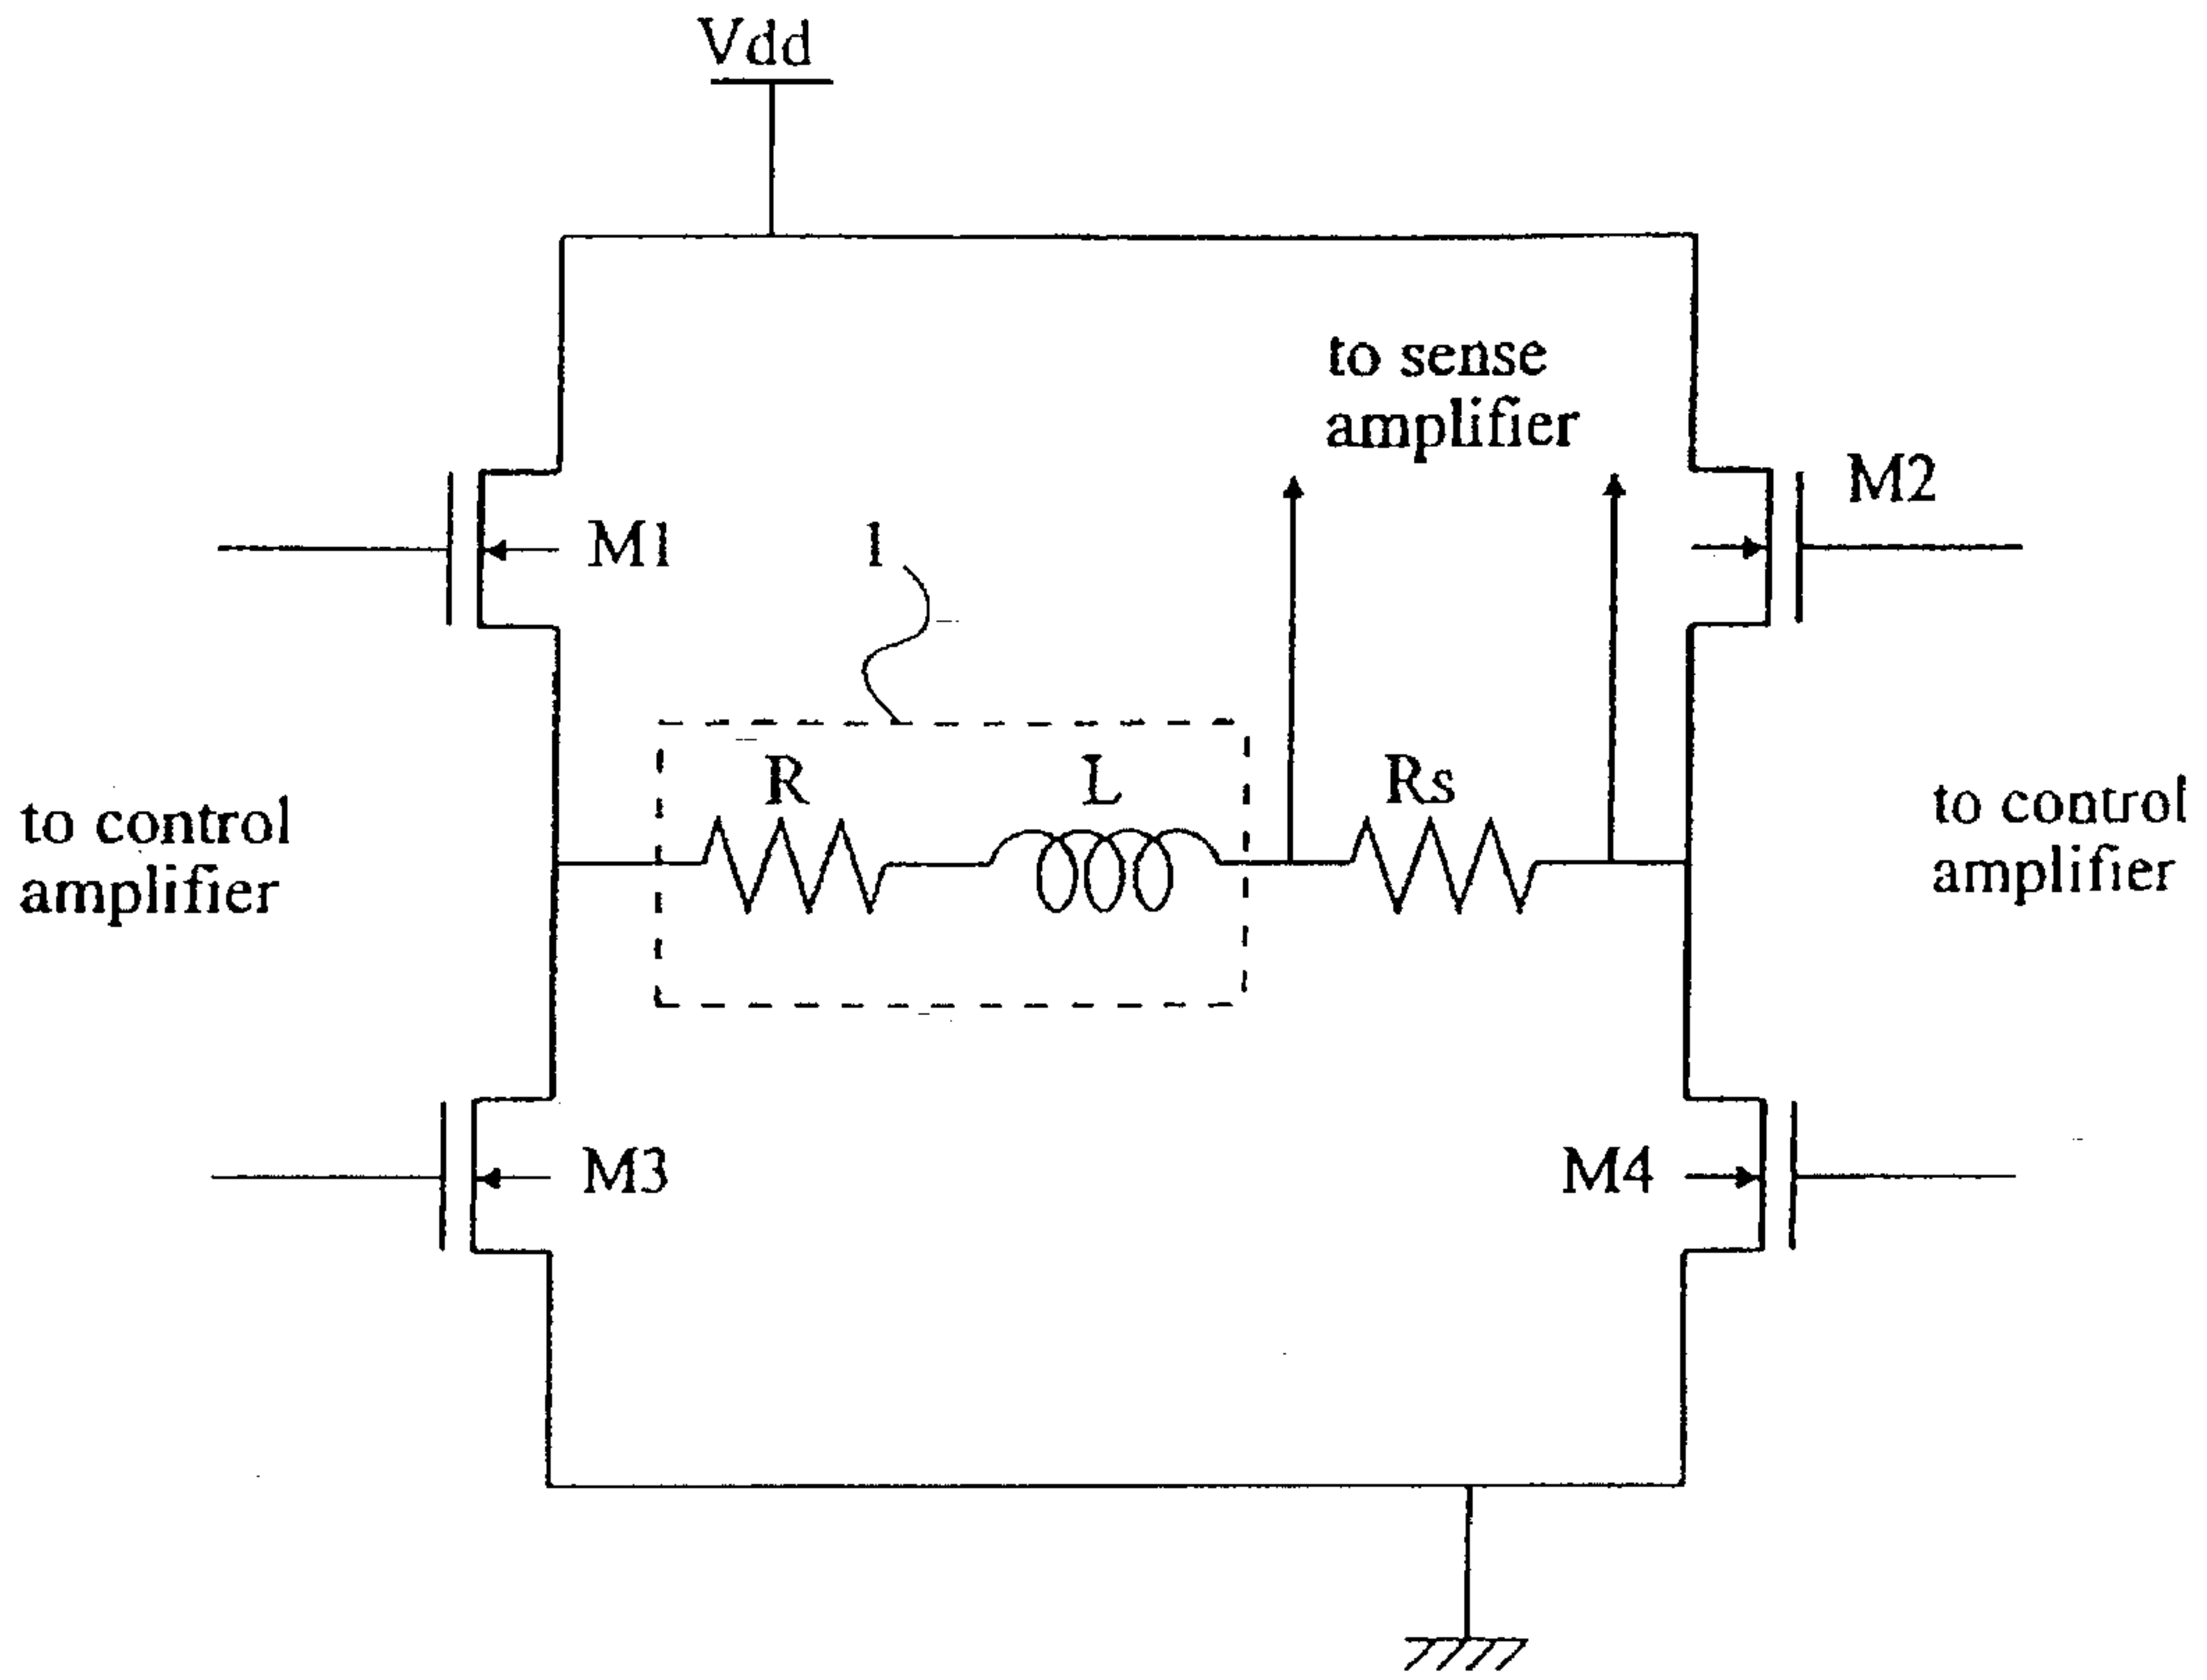 Vdd
to sense
amplifier
M2
M1
1
R
L
Rs
to control
amplifier
to control
amplifier
M3
M4